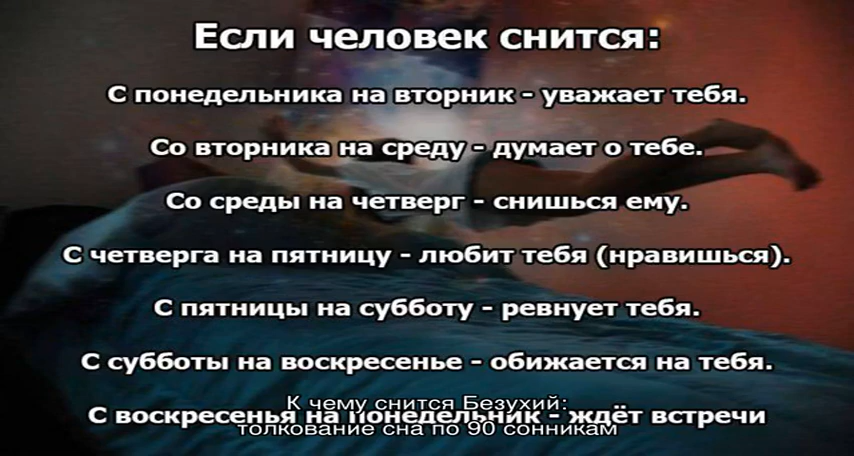 Если человек снится:
С понедельника на вторник - уважает тебя.
Со вторника на среду - думает о тебе.
Со среды на четверг - снишься ему.
С четверга на пятницу - любит тебя (нравишься).
С пятницы на субботу - ревнует тебя.
С субботы на воскресенье - обижается на тебя.
С воскресенья на понедельник - ждёт встречи
К чему снится Безухий:
толкование сна по 90 сонникам